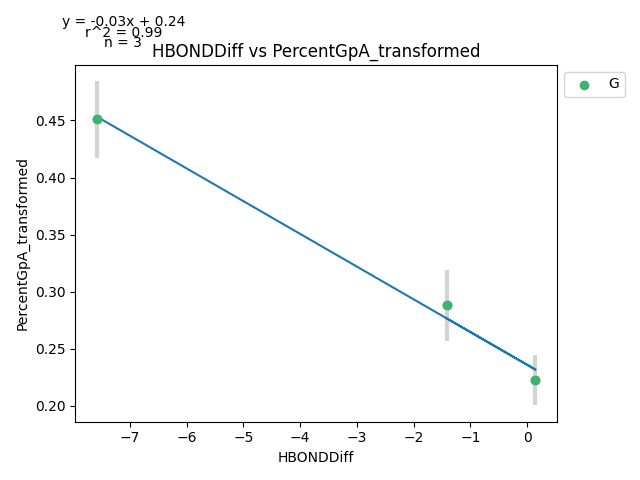 y = -0.03x + 0.24
r^2 = 0.99
n = 3
HBONDDiff vs PercentGpA_transformed
G
PercentGpA_transformed
0.45
0.40
0.35
0.30
0.25
0.20
−7 −6 −5 −4 −3 −2 −1 0
HBONDDiff